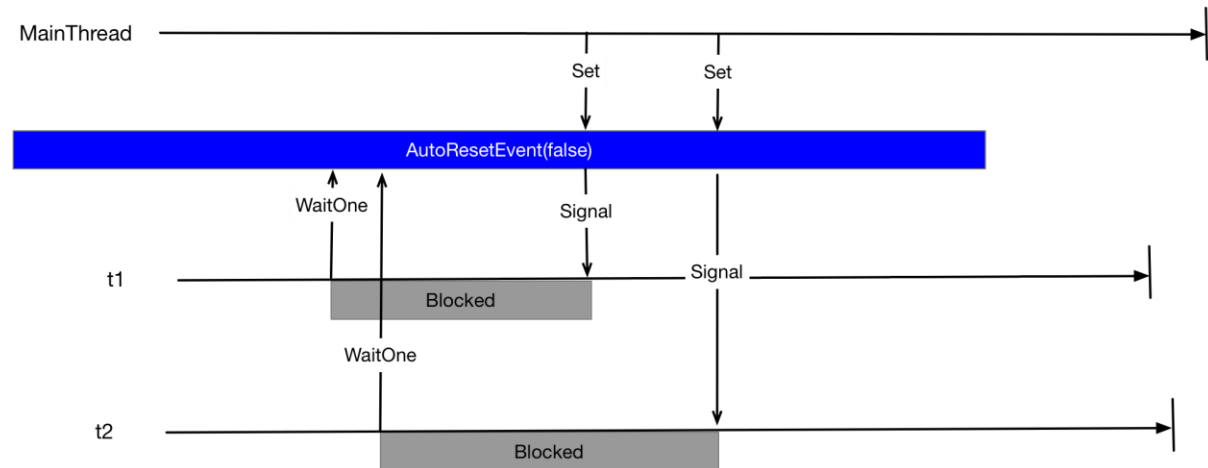 MainThread
Set
Set
AutoResetEvent(false)
WaitOne
Signal
t1
Signal
Blocked
WaitOne
t2
Blocked